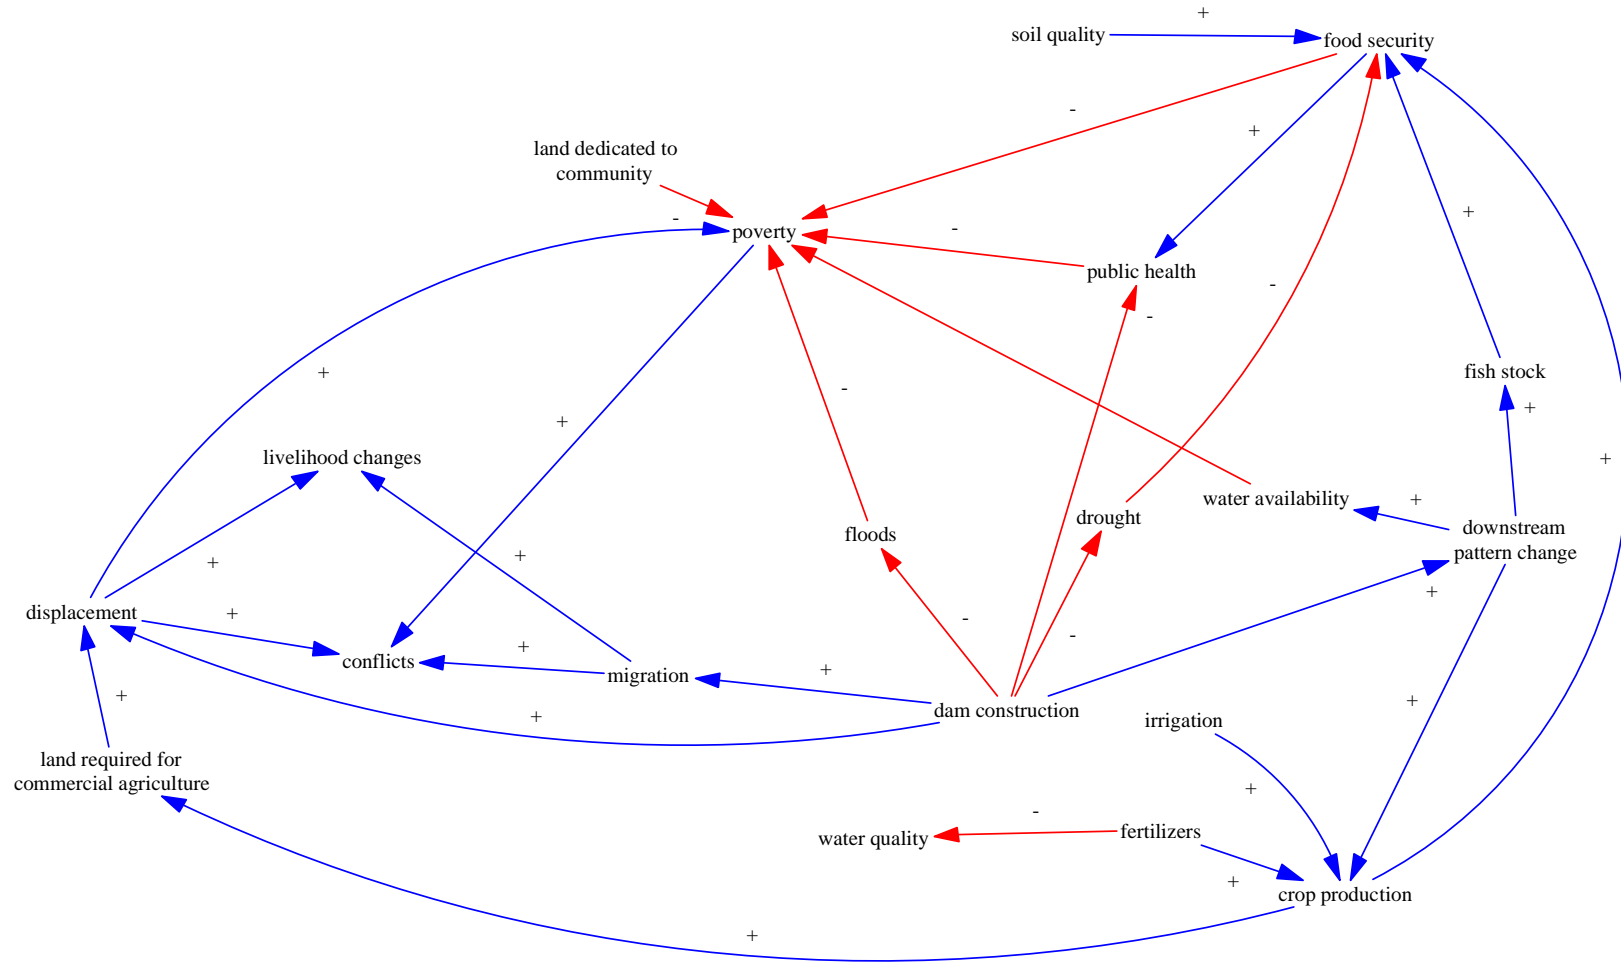 +
soil quality
food security
-
+
land dedicated to
community
-
poverty
-
+
public health
-
-
+
fish stock
-
+
+
+
livelihood changes
+
water availability
+
drought
downstream
pattern change
floods
+
+
+
displacement
+
-
-
+
conflicts
migration
+
+
+
dam construction
+
irrigation
+
land required for
commercial agriculture
+
-
fertilizers
water quality
+
crop production
+